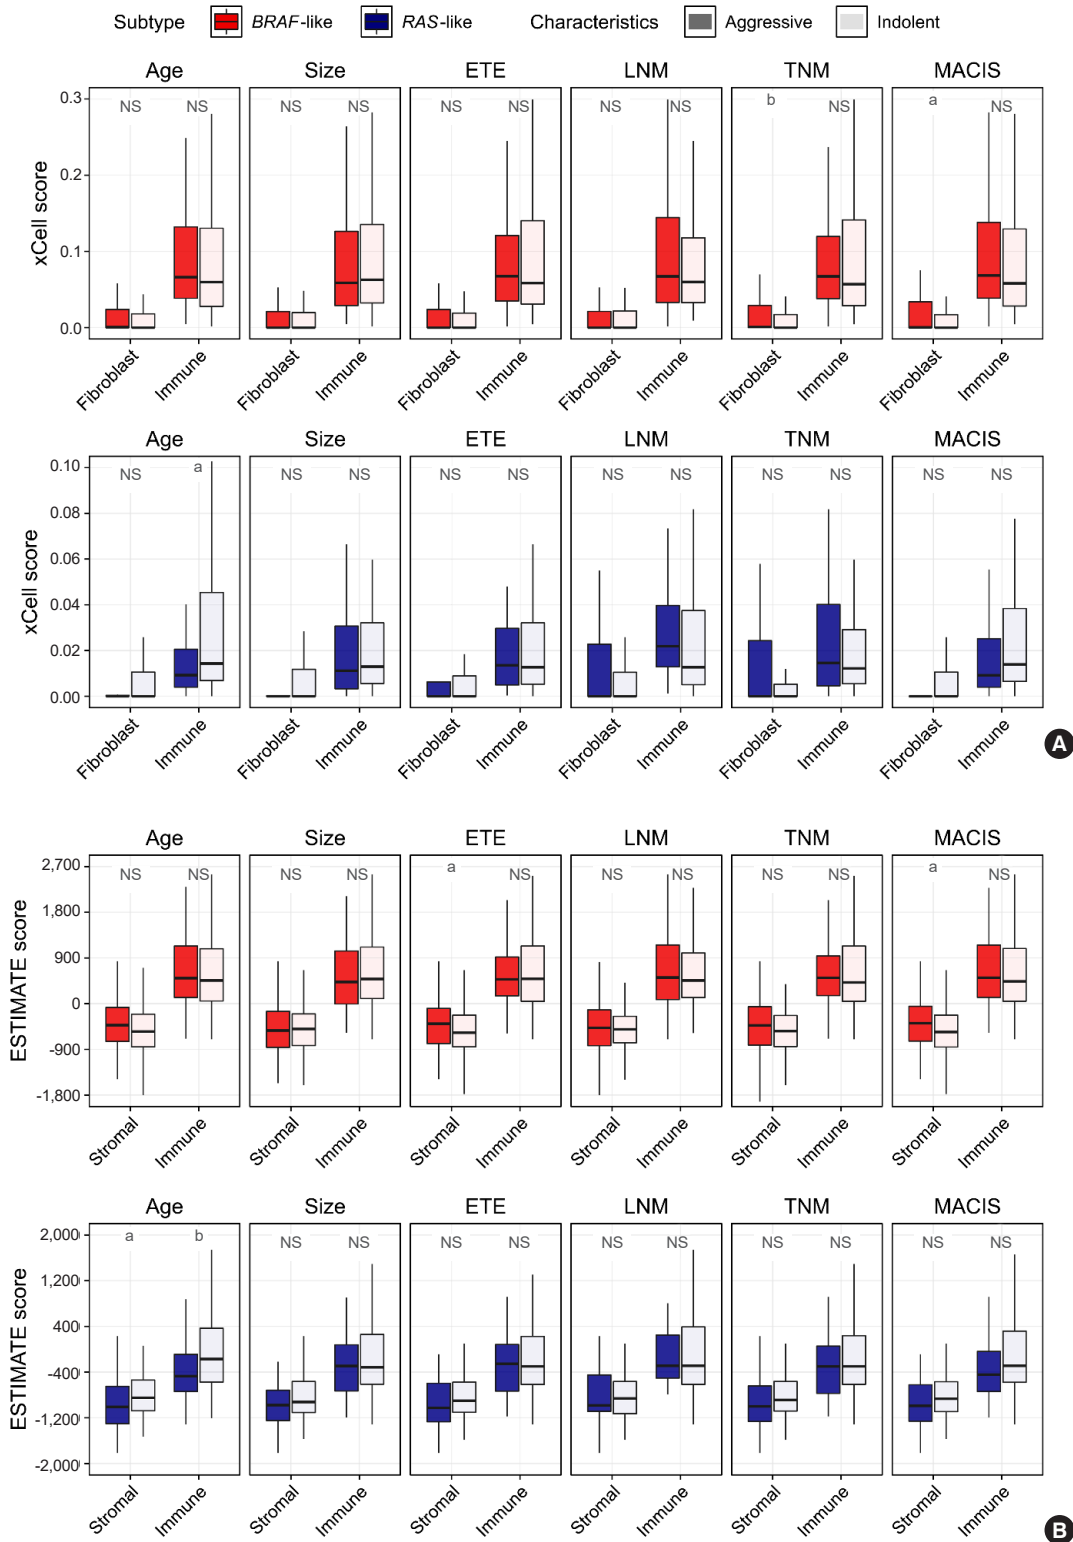 Subtype BRAF-like RAS-like Characteristics Aggressive Indolent
Age Size ETE LNM TNM MACIS
NS NS NS NS NS NS NS NS b NS a NS
xCell score
0.3
0.2
0.1
0.0
Fibroblast Immune Fibroblast Immune Fibroblast Immune Fibroblast Immune Fibroblast Immune Fibroblast Immune
Age Size ETE LNM TNM MACIS
NS a NS NS NS NS NS NS NS NS NS NS
xCell score
0.10
0.08
0.06
0.04
0.02
0.00
Fibroblast Immune Fibroblast Immune Fibroblast Immune Fibroblast Immune Fibroblast Immune Fibroblast Immune
A
Age Size ETE LNM TNM MACIS
NS NS NS NS a NS NS NS NS NS a NS
ESTIMATE score
2,700
1,800
900
0
-900
-1,800
Stromal Immune Stromal Immune Stromal Immune Stromal Immune Stromal Immune Stromal Immune
Age Size ETE LNM TNM MACIS
a b NS NS NS NS NS NS NS NS NS NS
ESTIMATE score
2,000
1,200
400
-400
-1,200
-2,000
Stromal Immune Stromal Immune Stromal Immune Stromal Immune Stromal Immune Stromal Immune
B